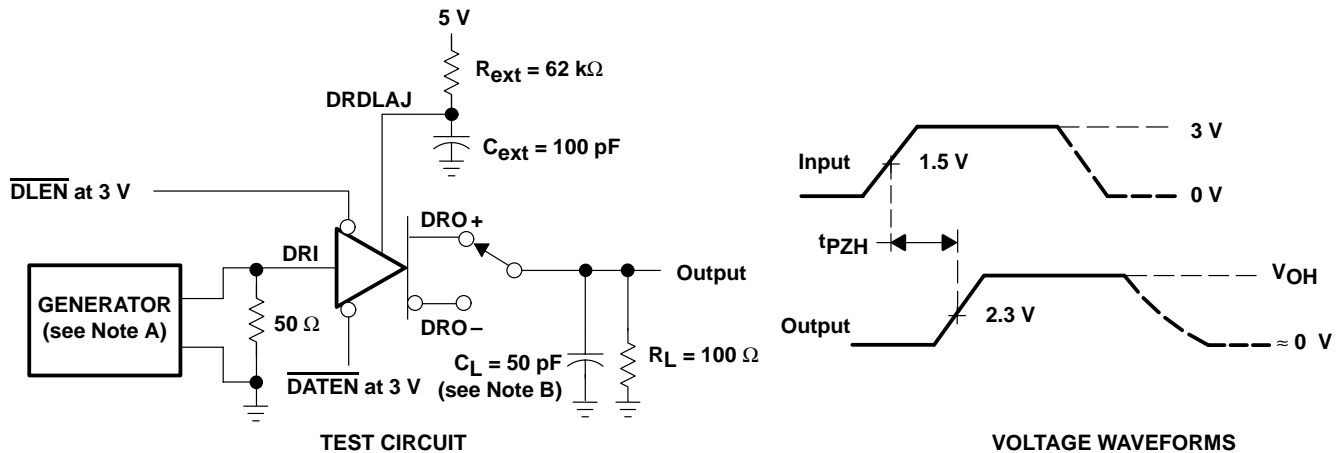 5 V
Rext = 62 kΩ
DRDLAJ
Cext = 100 pF
DLEN at 3 V
DRO+
DRI
Output
GENERATOR
(see Note A)
50 Ω
DRO−
CL = 50 pF
(see Note B)
RL = 100 Ω
DATEN at 3 V
TEST CIRCUIT
3 V
Input
1.5 V
0 V
tPZH
VOH
2.3 V
Output
≈ 0 V
VOLTAGE WAVEFORMS